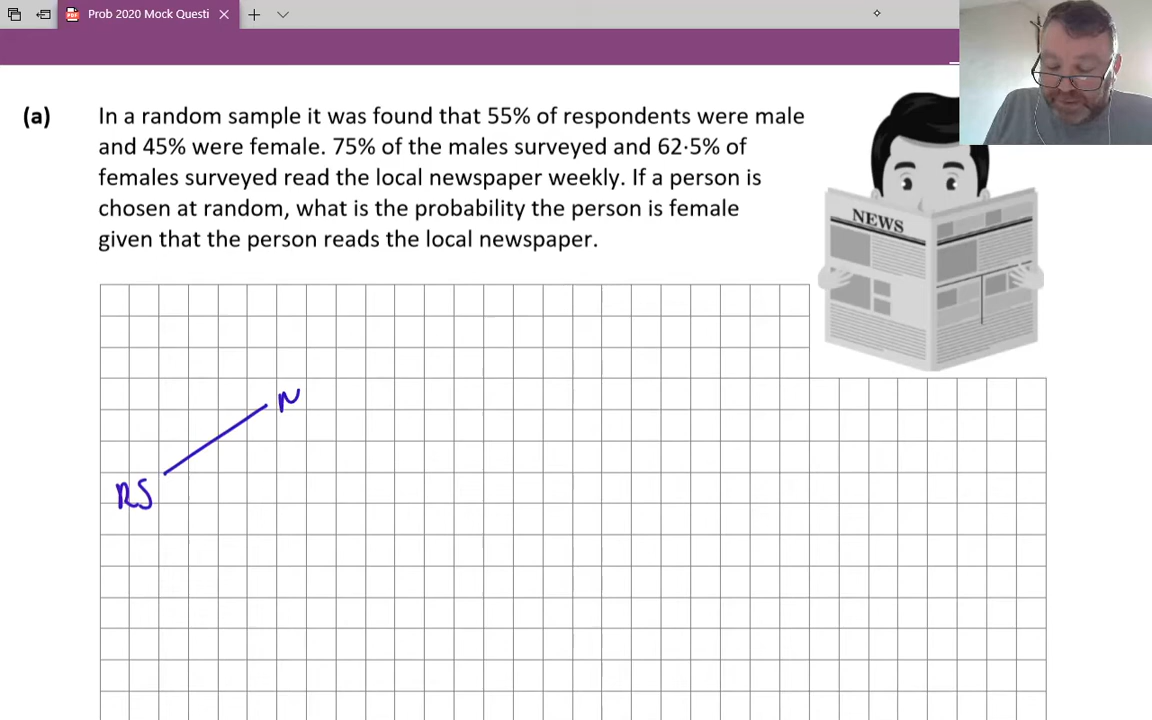 Prob 2020 Mock Questi
(a) In a random sample it was found that 55% of respondents were male
and 45% were female. 75% of the males surveyed and 62·5% of
females surveyed read the local newspaper weekly. If a person is
chosen at random, what is the probability the person is female
given that the person reads the local newspaper.
NEWS
RS